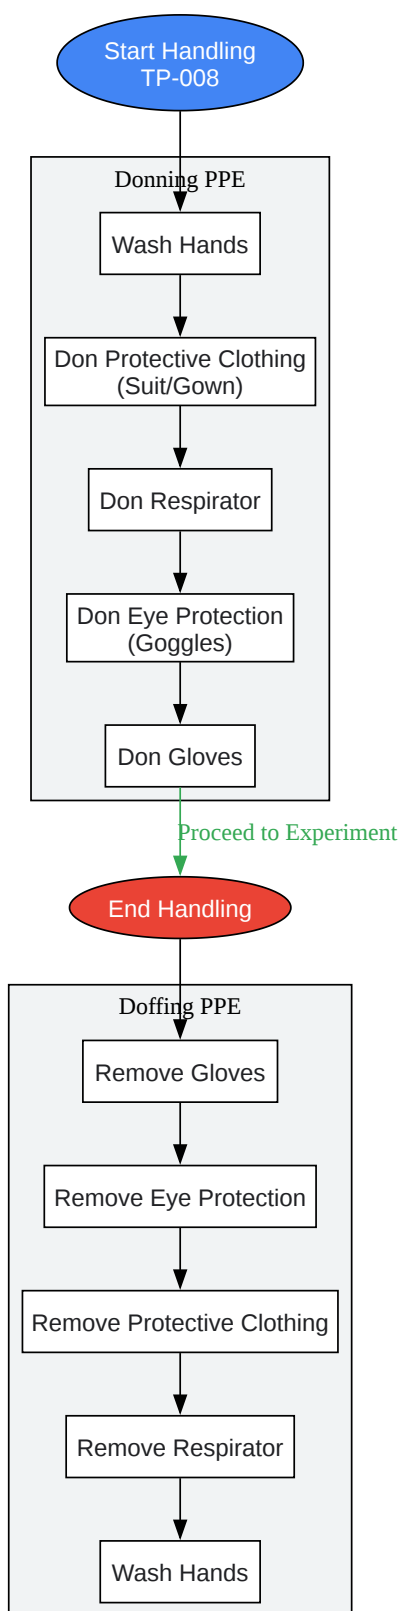 Start Handling
TP-008
Donning PPE
Wash Hands
Don Protective Clothing
(Suit/Gown)
Don Respirator
Don Eye Protection
(Goggles)
Don Gloves
Proceed to Experiment
End Handling
Doffing PPE
Remove Gloves
Remove Eye Protection
Remove Protective Clothing
Remove Respirator
Wash Hands